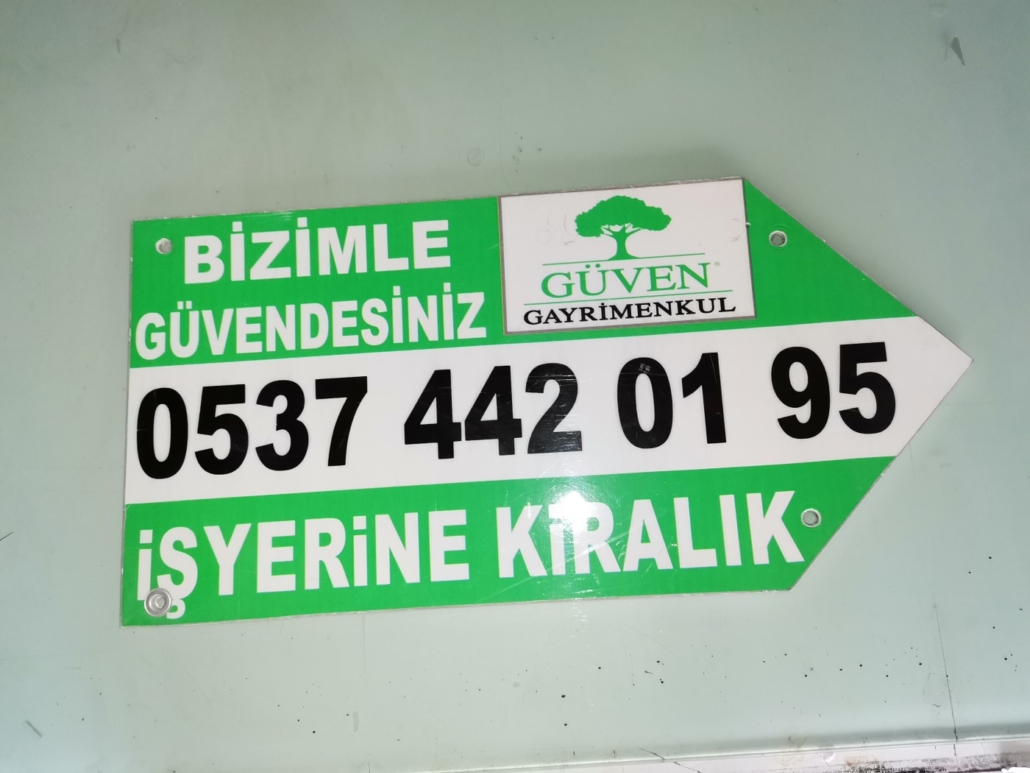 BİZİMLE
GÜVENDESİNİZ
GÜVEN
GAYRİMENKUL
0537 442 01 95
İŞYERİNE KİRALIK